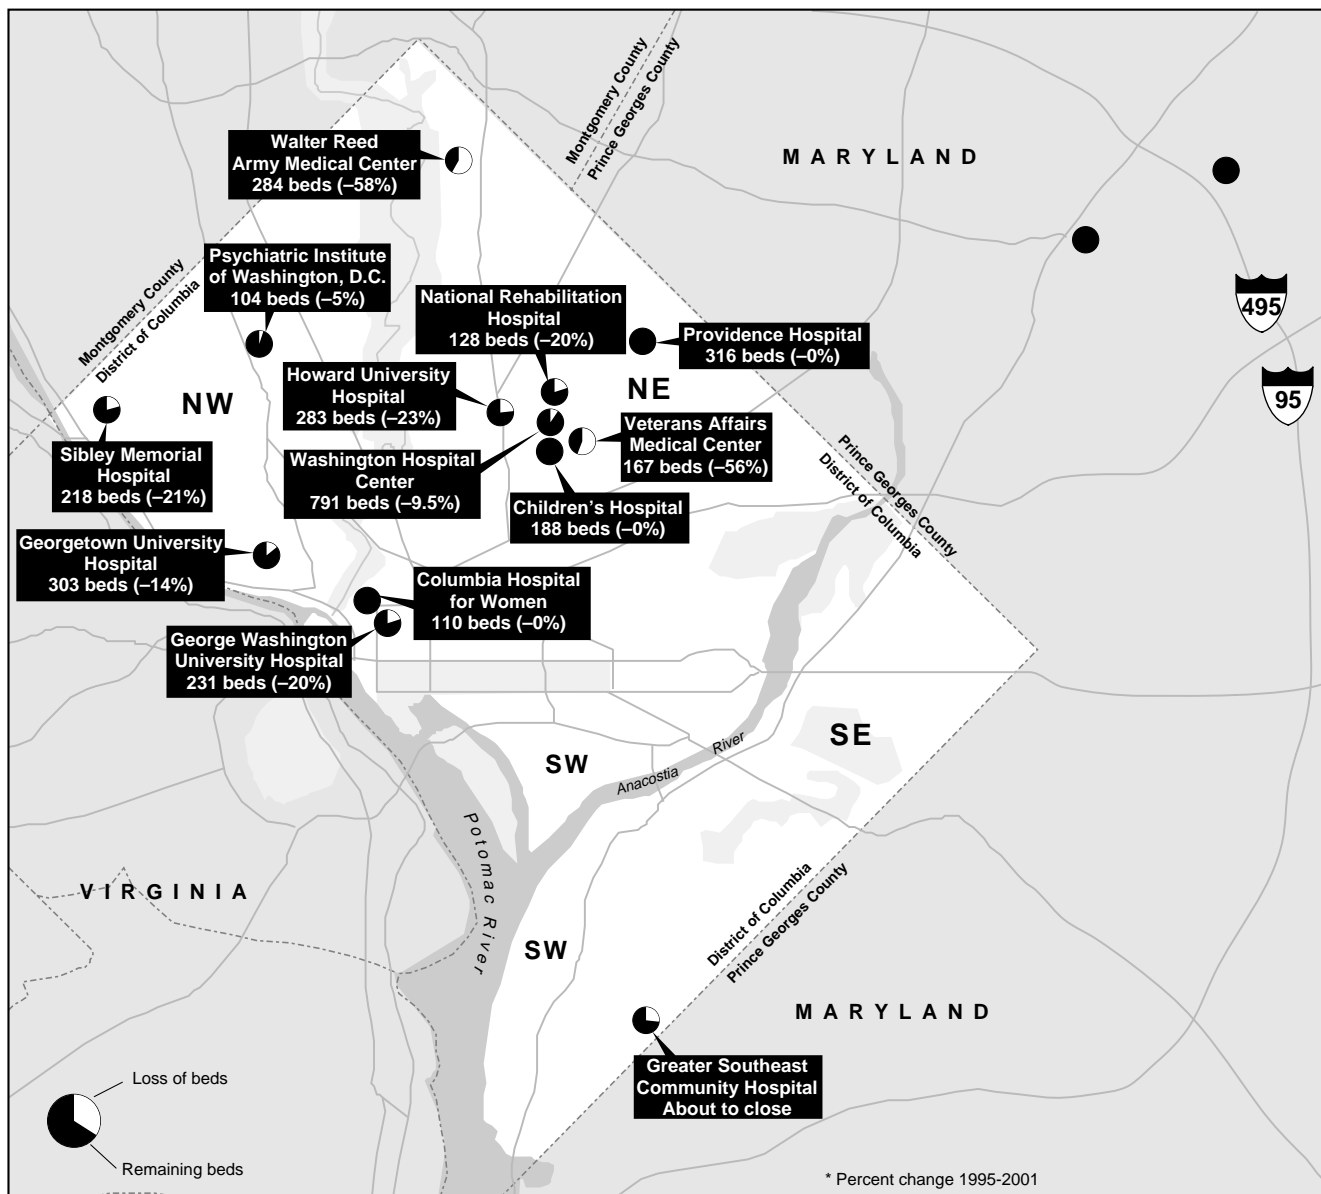 Montgomery County
Prince Georges County
MARYLAND
Walter Reed
Army Medical Center
284 beds (–58%)
Psychiatric Institute
of Washington, D.C.
104 beds (–5%)
Montgomery County
District of Columbia
National Rehabilitation
Hospital
128 beds (–20%)
Providence Hospital
316 beds (–0%)
495
95
NW
NE
Howard University
Hospital
283 beds (–23%)
Veterans Affairs
Medical Center
167 beds (–56%)
Sibley Memorial
Hospital
218 beds (–21%)
Washington Hospital
Center
791 beds (–9.5%)
Children’s Hospital
188 beds (–0%)
Prince Georges County
District of Columbia
Georgetown University
Hospital
303 beds (–14%)
Columbia Hospital
for Women
110 beds (–0%)
George Washington
University Hospital
231 beds (–20%)
SE
SW
Anacostia River
Potomac River
VIRGINIA
SW
District of Columbia
Prince Georges County
MARYLAND
Greater Southeast
Community Hospital
About to close
Loss of beds
Remaining beds
* Percent change 1995-2001